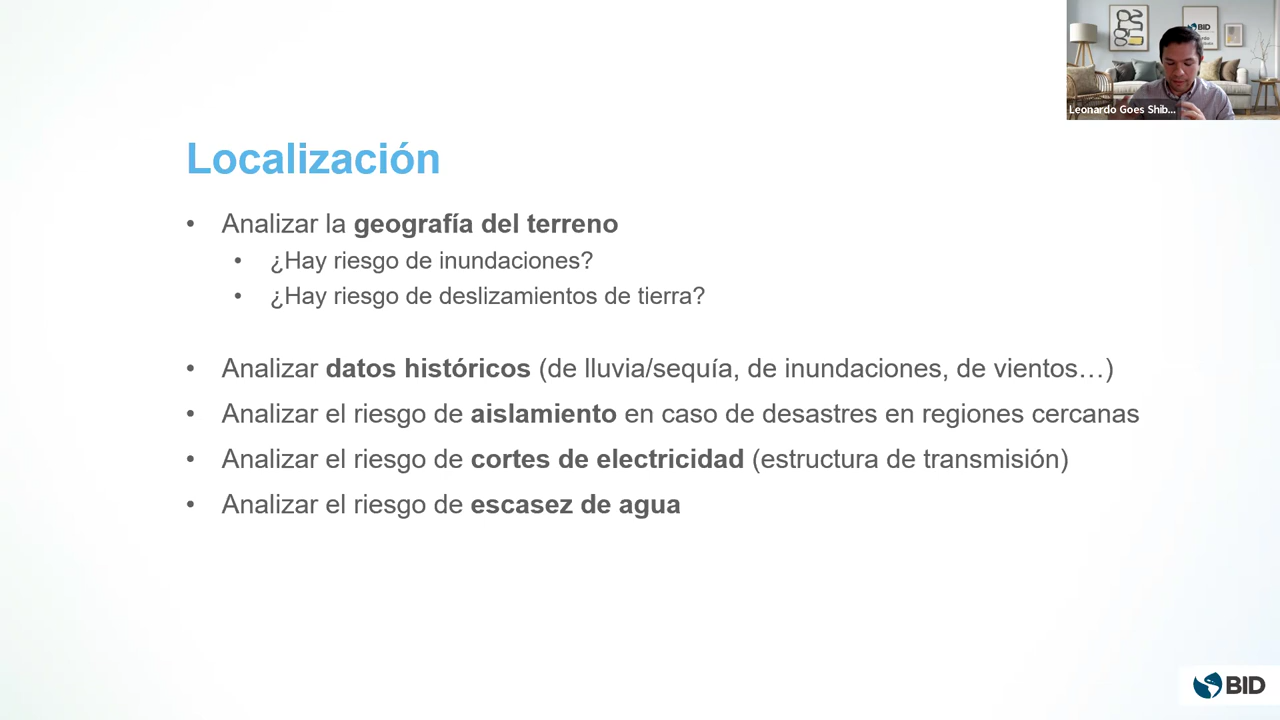 BID
Leonardo Goes Shib...
Localización
• Analizar la geografía del terreno
• ¿Hay riesgo de inundaciones?
• ¿Hay riesgo de deslizamientos de tierra?
• Analizar datos históricos (de lluvia/sequía, de inundaciones, de vientos…)
• Analizar el riesgo de aislamiento en caso de desastres en regiones cercanas
• Analizar el riesgo de cortes de electricidad (estructura de transmisión)
• Analizar el riesgo de escasez de agua
BID